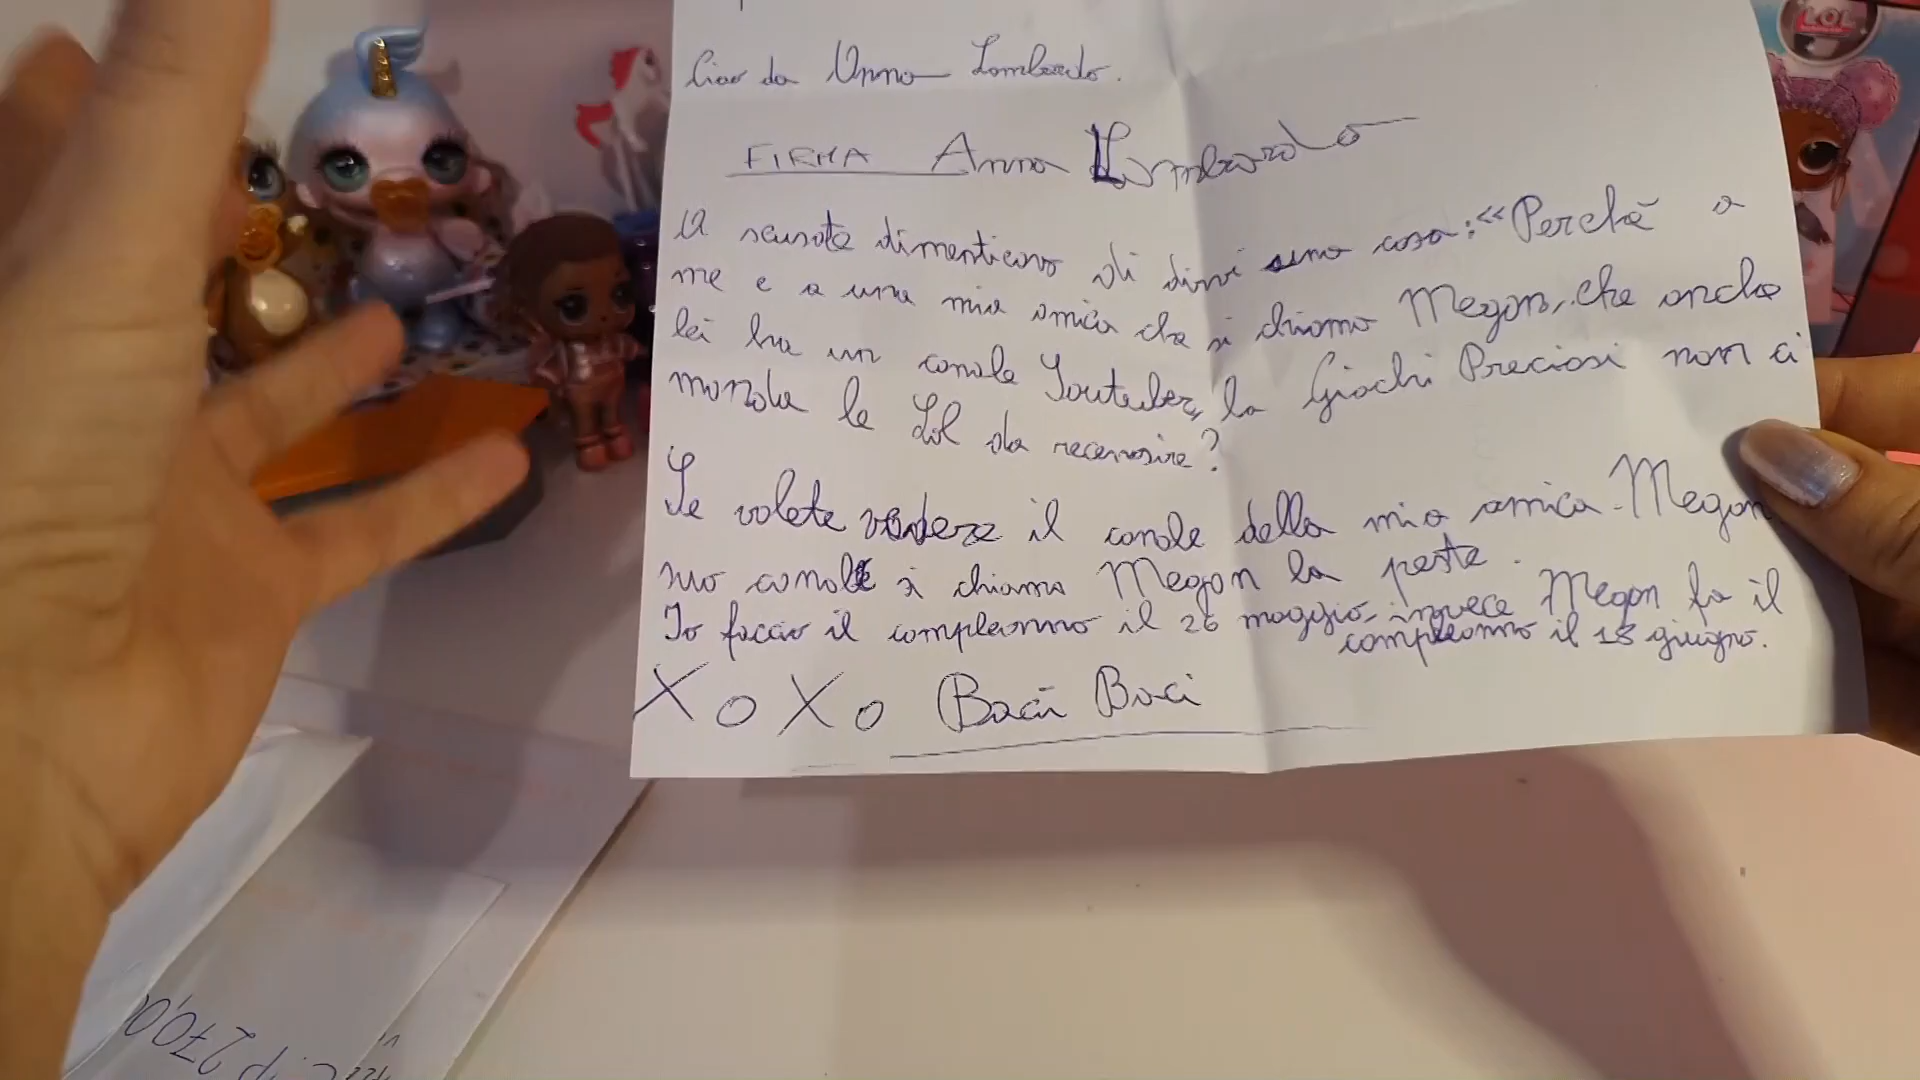 Ciao da Anna Lombardo.
FIRMA Anna Lombardo
A scusate dimenticavo di dirvi una cosa: «Perchè a
me e a una mia amica che si chiama Megan, che anche
lei ha un canale Youtuber, la Giochi Preziosi non ci
manda le Lol da recensire?
Se volete vedere il canale della mia amica. Megan
suo canale si chiama Megan la peste.
Io faccio il compleanno il 26 maggio, invece Megan fa il
compleanno il 18 giugno.
XoXo Baci Baci
LOL